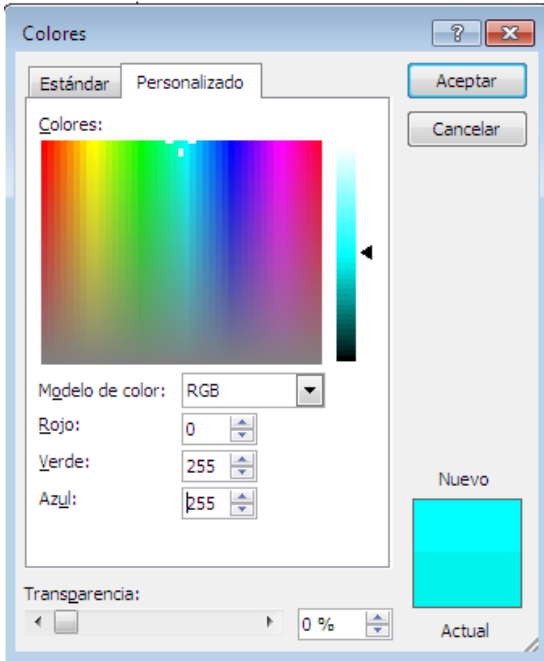 Colores
?
Estándar Personalizado
Aceptar
Cancelar
Colores:
Modelo de color: RGB
Rojo: 0
Verde: 255
Azul: 255
Nuevo
Transparencia:
0 %
Actual